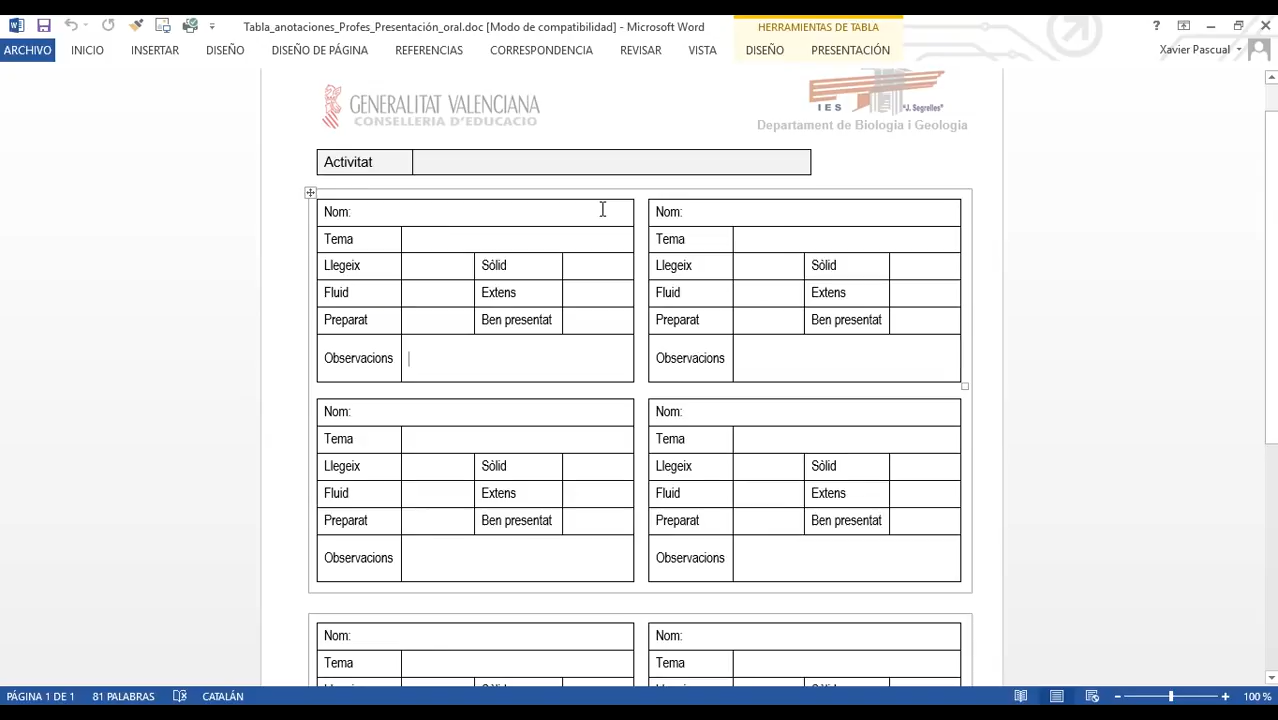 Tabla_anotaciones_Profes_Presentación_oral.doc [Modo de compatibilidad] - Microsoft Word
HERRAMIENTAS DE TABLA
?
ARCHIVO INICIO INSERTAR DISEÑO DISEÑO DE PÁGINA REFERENCIAS CORRESPONDENCIA REVISAR VISTA DISEÑO PRESENTACIÓN Xavier Pascual
GENERALITAT VALENCIANA
CONSELLERIA D'EDUCACIO
IES "J. Segrelles"
Departament de Biologia i Geologia
Activitat
Nom: Nom:
Tema Tema
Llegeix Sòlid Llegeix Sòlid
Fluid Extens Fluid Extens
Preparat Ben presentat Preparat Ben presentat
Observacions Observacions
Nom: Nom:
Tema Tema
Llegeix Sòlid Llegeix Sòlid
Fluid Extens Fluid Extens
Preparat Ben presentat Preparat Ben presentat
Observacions Observacions
Nom: Nom:
Tema Tema
PÁGINA 1 DE 1 81 PALABRAS CATALÁN 100 %